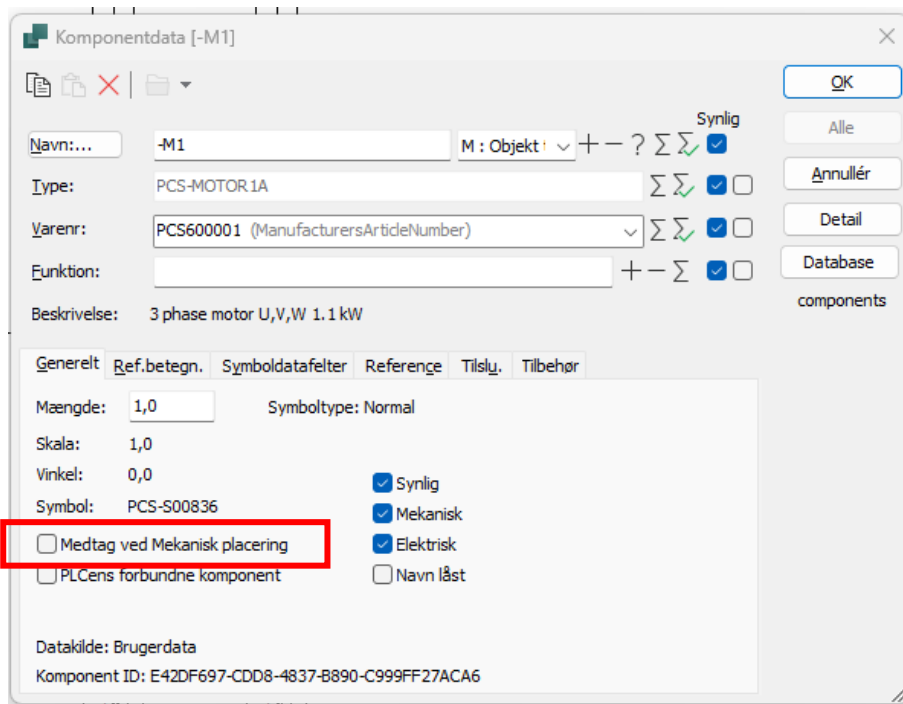 Komponentdata [-M1]
OK
Synlig
Alle
Navn:... -M1 M : Objekt
Annullér
Type: PCS-MOTOR1A
Varenr: PCS600001 (ManufacturersArticleNumber)
Detail
Funktion:
Database
Beskrivelse: 3 phase motor U,V,W 1.1 kW
components
Generelt Ref.betegn. Symboldatafelter Reference Tilslu. Tilbehør
Mængde: 1,0 Symboltype: Normal
Skala: 1,0
Vinkel: 0,0
Synlig
Symbol: PCS-S00836
Mekanisk
Medtag ved Mekanisk placering
Elektrisk
PLCens forbundne komponent
Navn låst
Datakilde: Brugerdata
Komponent ID: E42DF697-CDD8-4837-B890-C999FF27ACA6